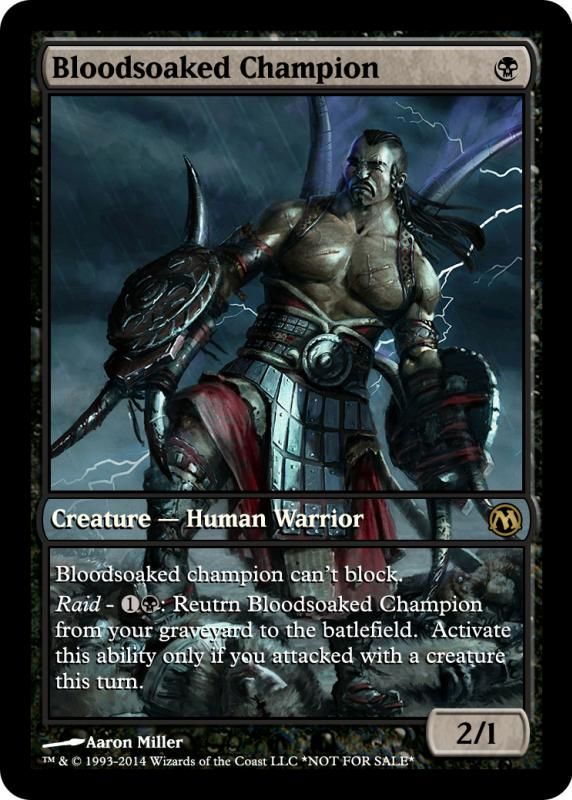 Bloodsoaked Champion
Creature — Human Warrior
Bloodsoaked champion can't block.
Raid - 1: Reutrn Bloodsoaked Champion
from your graveyard to the battlefield.  Activate
this ability only if you attacked with a creature
this turn.
2/1
Aaron Miller
™ & © 1993-2014 Wizards of the Coast LLC *NOT FOR SALE*